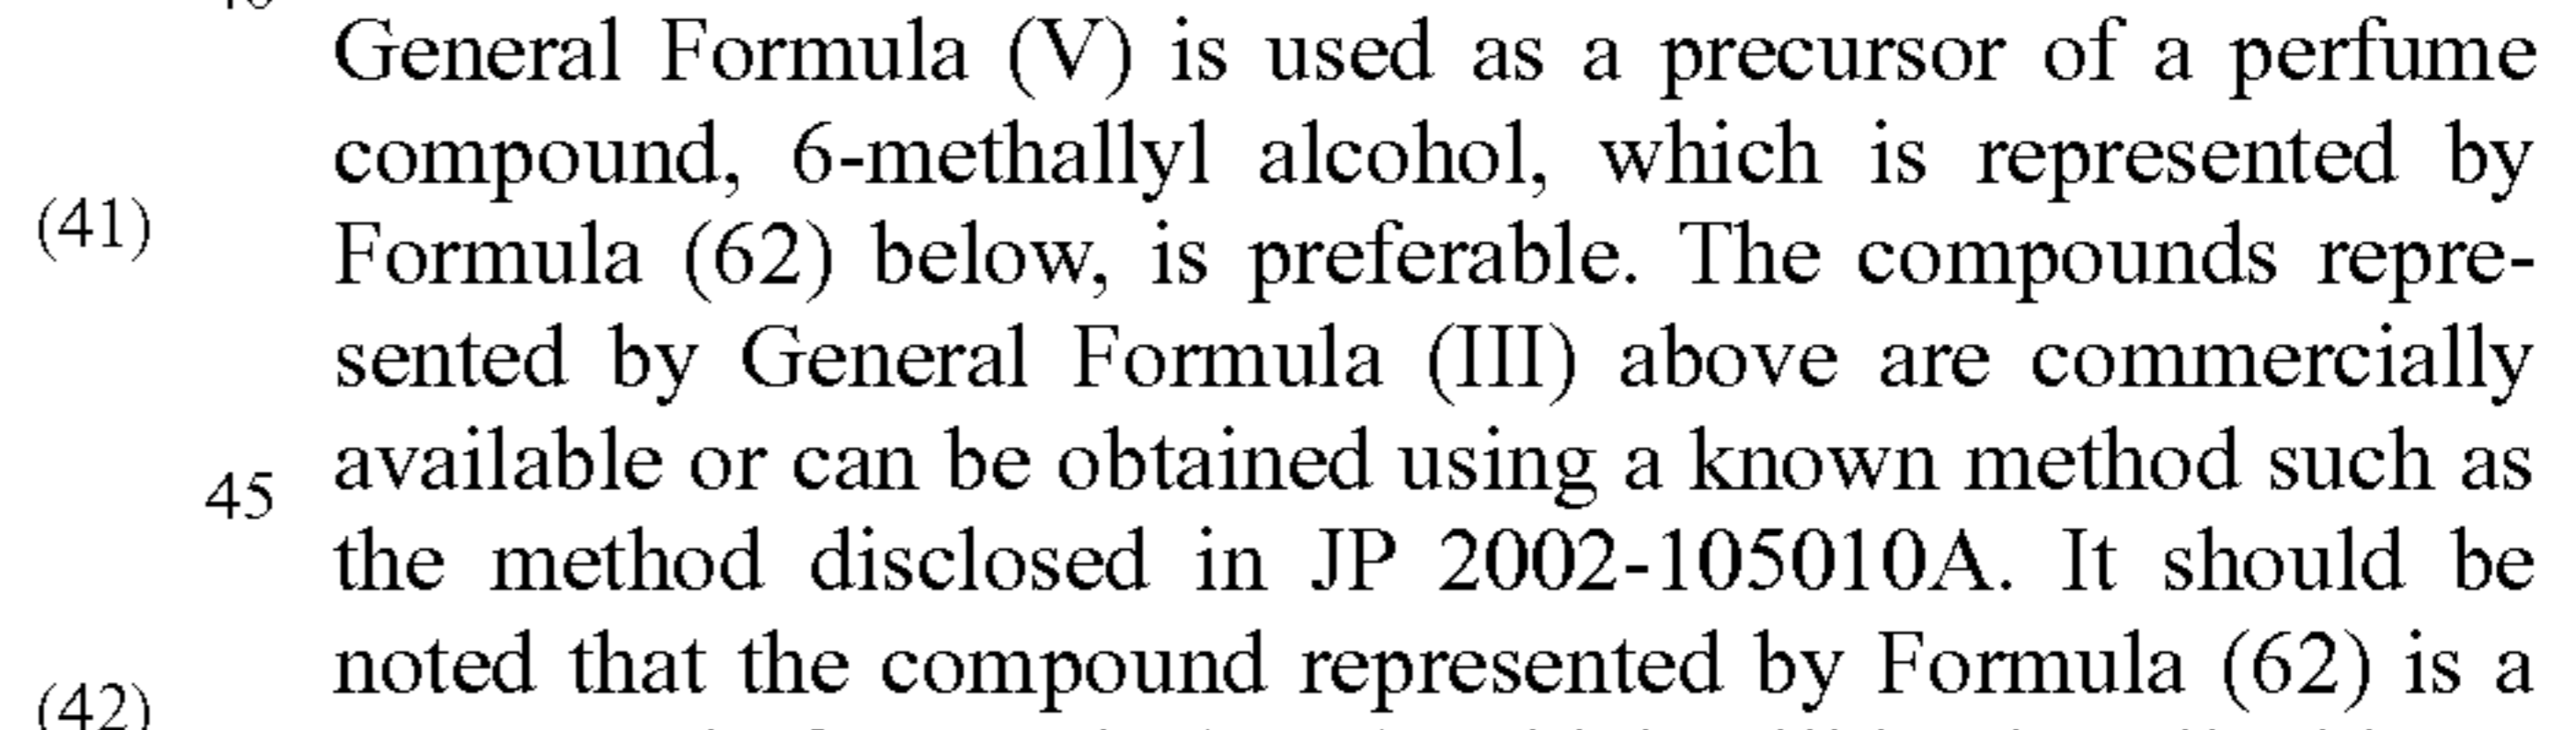 General Formula (V) is used as a precursor of a perfume
compound, 6-methallyl alcohol, which is represented by
(41)
Formula (62) below, is preferable. The compounds repre-
sented by General Formula (III) above are commercially
45 available or can be obtained using a known method such as
the method disclosed in JP 2002-105010A. It should be
noted that the compound represented by Formula (62) is a
(42)